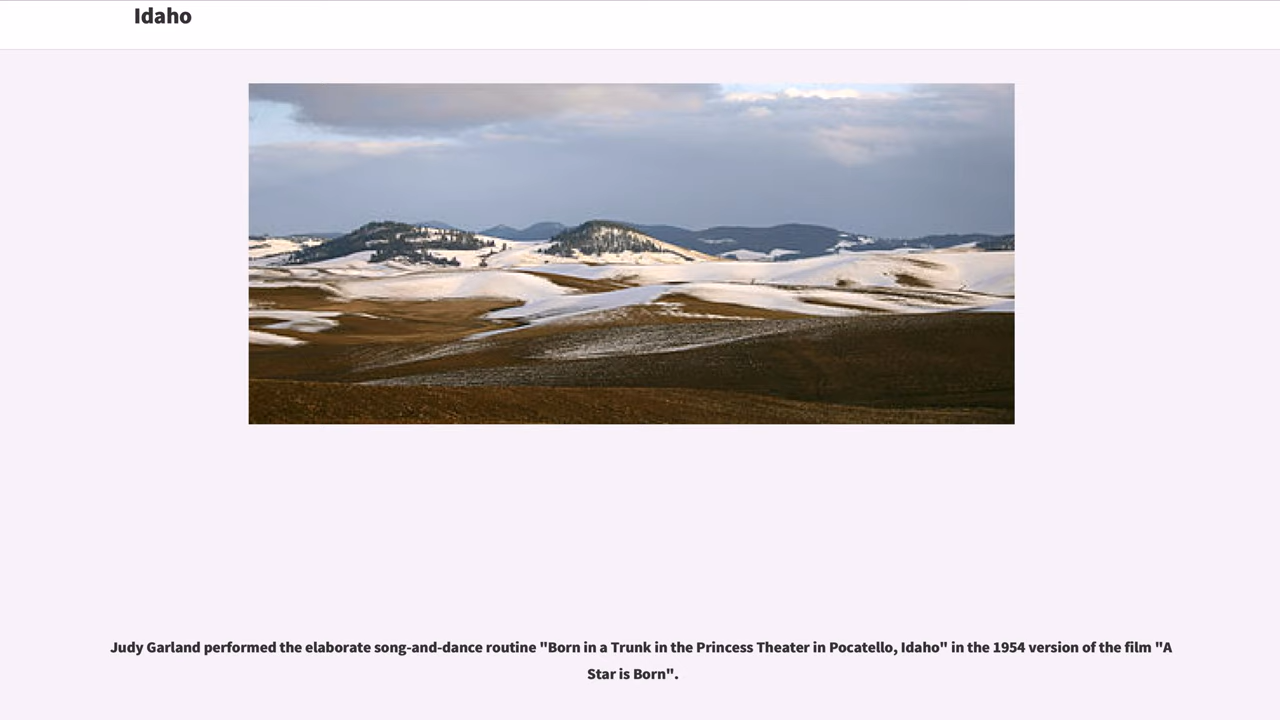 Idaho
Judy Garland performed the elaborate song-and-dance routine "Born in a Trunk in the Princess Theater in Pocatello, Idaho" in the 1954 version of the film "A
Star is Born".